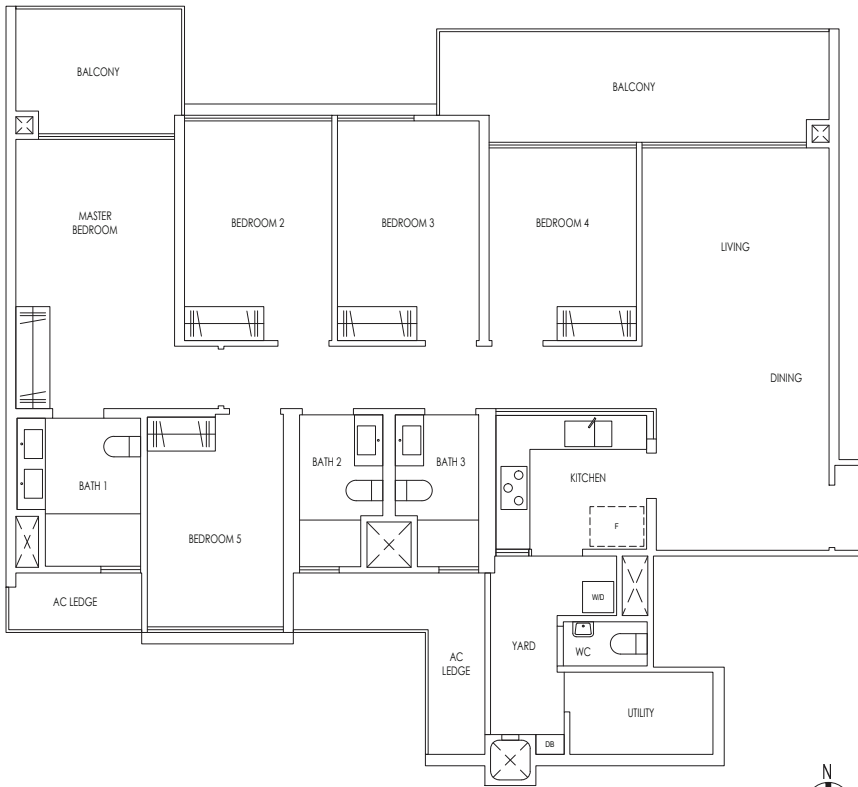 BALCONY
BALCONY
MASTER
BEDROOM
BEDROOM 2
BEDROOM 3
BEDROOM 4
LIVING
DINING
BATH 1
BEDROOM 5
BATH 2
BATH 3
KITCHEN
F
AC LEDGE
W/D
YARD
WC
AC
LEDGE
UTILITY
DB
N